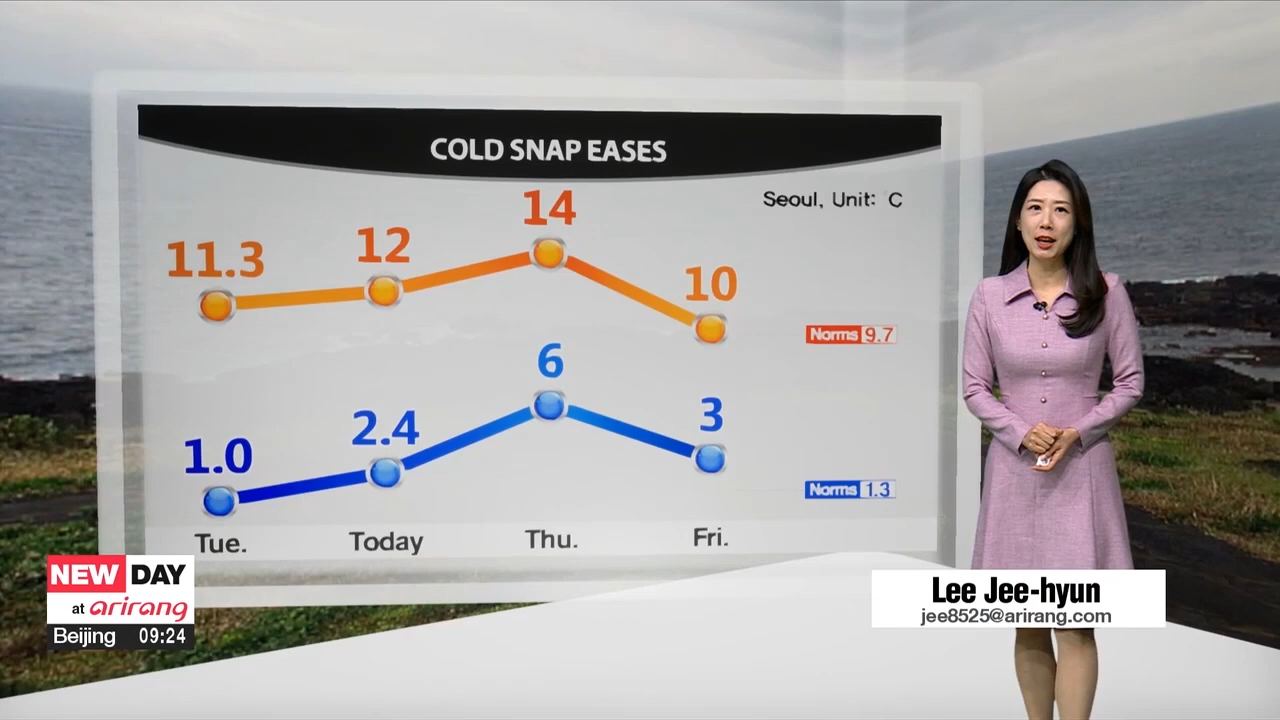 COLD SNAP EASES
Seoul, Unit: C
11.3
12
14
10
Norms 9.7
1.0
2.4
6
3
Norms 1.3
Tue.
Today
Thu.
Fri.
NEW DAY
at arirang
Beijing 09:24
Lee Jee-hyun
jee8525@arirang.com